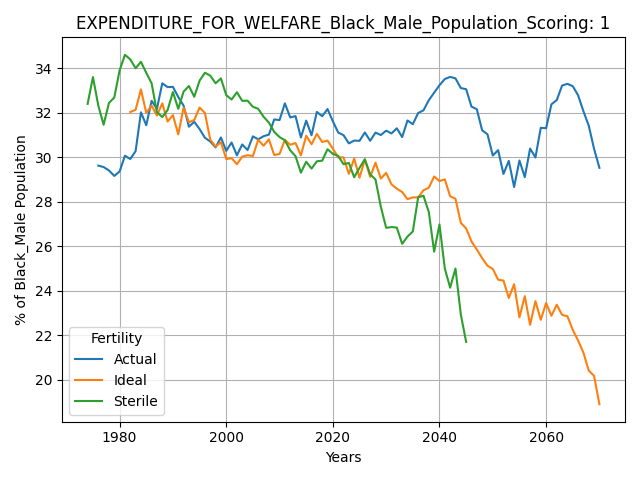 EXPENDITURE_FOR_WELFARE_Black_Male_Population_Scoring: 1
% of Black_Male Population
34
32
30
28
26
24
22
20
Fertility
Actual
Ideal
Sterile
1980
2000
2020
2040
2060
Years